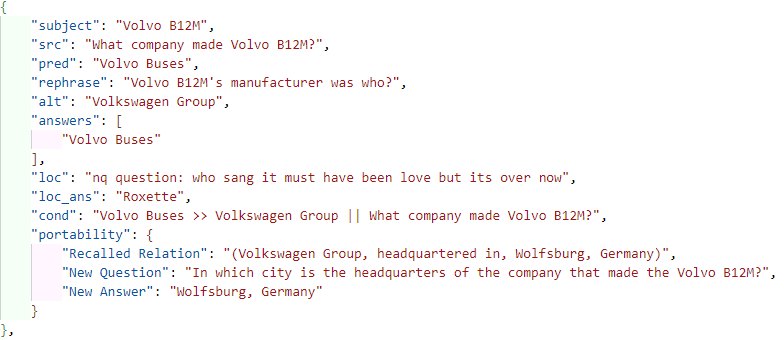 {
"subject": "Volvo B12M",
"src": "What company made Volvo B12M?",
"pred": "Volvo Buses",
"rephrase": "Volvo B12M's manufacturer was who?",
"alt": "Volkswagen Group",
"answers": [
"Volvo Buses"
],
"loc": "nq question: who sang it must have been love but its over now",
"loc_ans": "Roxette",
"cond": "Volvo Buses >> Volkswagen Group || What company made Volvo B12M?",
"portability": {
"Recalled Relation": "(Volkswagen Group, headquartered in, Wolfsburg, Germany)",
"New Question": "In which city is the headquarters of the company that made the Volvo B12M?",
"New Answer": "Wolfsburg, Germany"
}
},